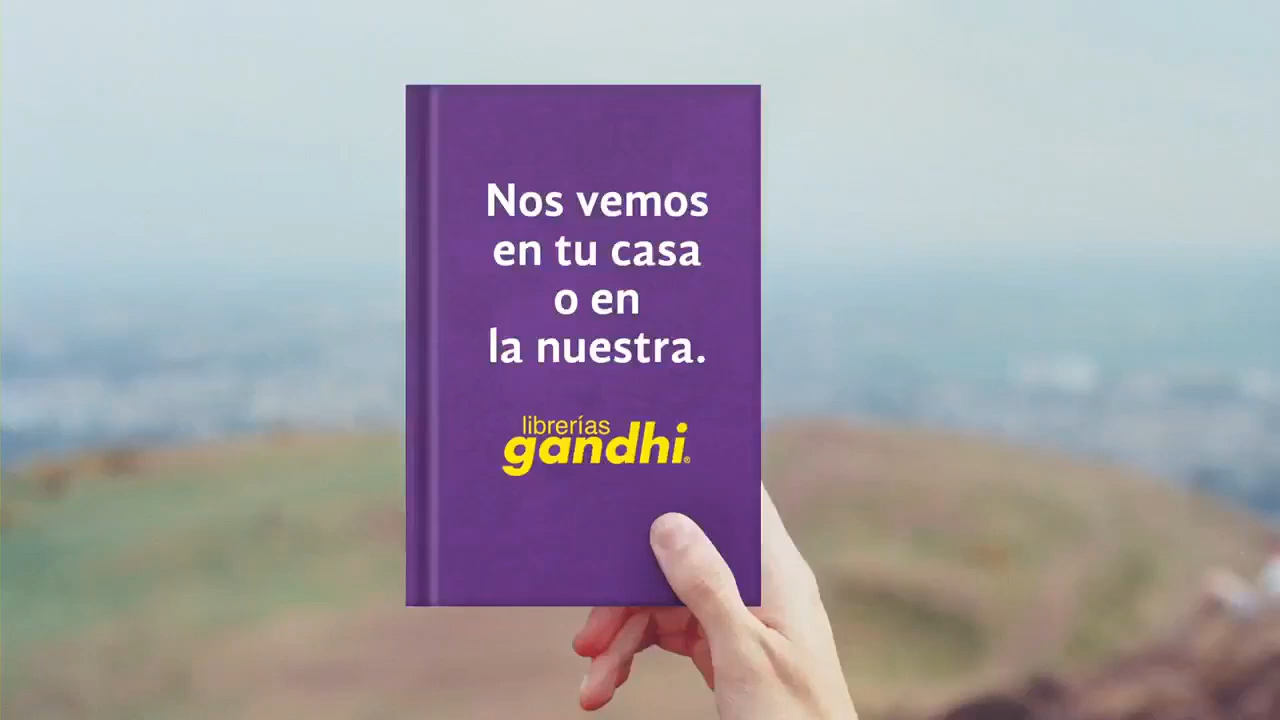 Nos vemos
en tu casa
o en
la nuestra.
librerías
gandhi®